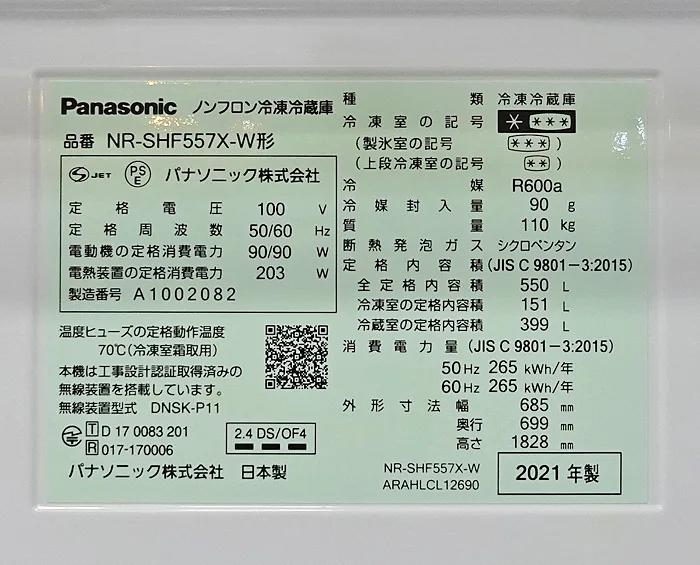 Panasonic ノンフロン冷凍冷蔵庫
品番 NR-SHF557X-W形
JET PSE パナソニック株式会社
定格電圧 100 V
定格周波数 50/60 Hz
電動機の定格消費電力 90/90 W
電熱装置の定格消費電力 203 W
製造番号 A1002082
温度ヒューズの定格動作温度
70℃(冷凍室霜取用)
本機は工事設計認証取得済みの
無線装置を搭載しています。
無線装置型式 DNSK-P11
T D 17 0083 201
R 017-170006
2.4 DS/OF4
パナソニック株式会社 日本製
種類 冷凍冷蔵庫
冷凍室の記号 * ***
(製氷室の記号 *** )
(上段冷凍室の記号 ** )
冷媒 R600a
冷媒封入量 90 g
質量 110 kg
断熱発泡ガス シクロペンタン
定格内容積 (JIS C 9801-3:2015)
全定格内容積 550 L
冷凍室の定格内容積 151 L
冷蔵室の定格内容積 399 L
消費電力量 (JIS C 9801-3:2015)
50 Hz 265 kWh/年
60 Hz 265 kWh/年
外形寸法 幅 685 mm
奥行 699 mm
高さ 1828 mm
NR-SHF557X-W
ARAHLCL12690
2021年製